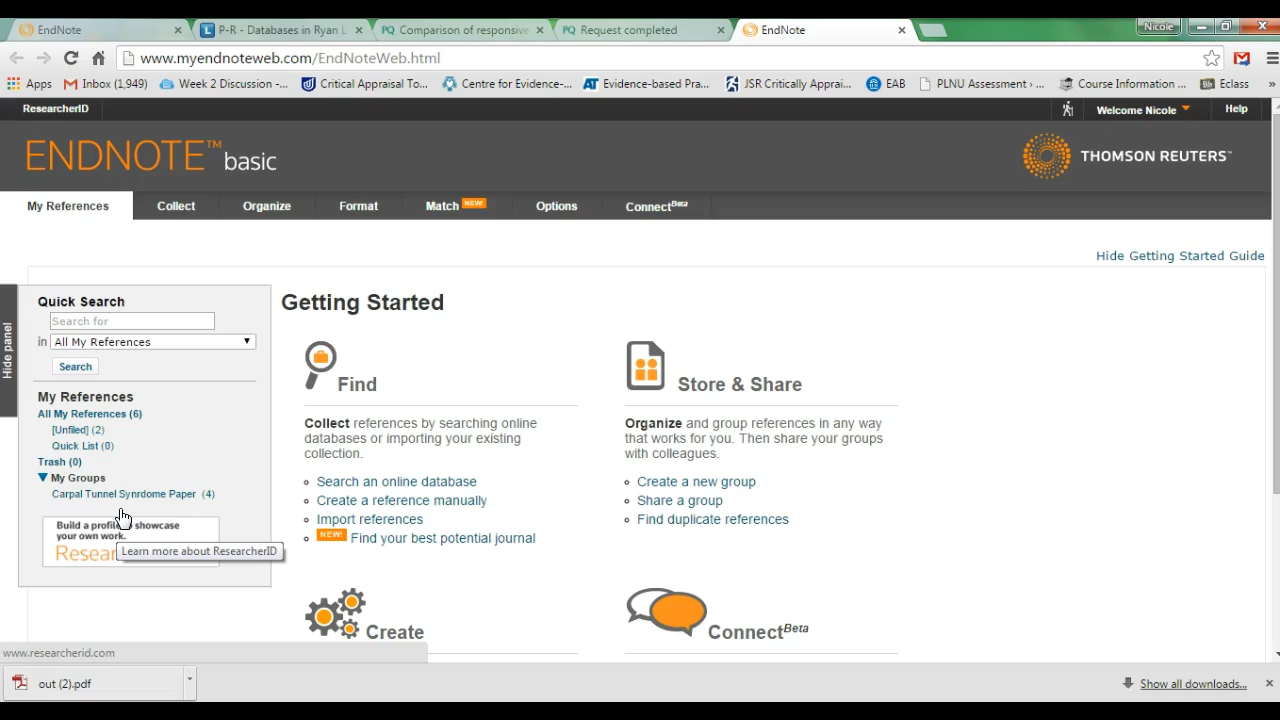 EndNote
P-R - Databases in Ryan L
Comparison of responsive
Request completed
EndNote
Nicole
www.myendnoteweb.com/EndNoteWeb.html
Apps
Inbox (1,949)
Week 2 Discussion -...
Critical Appraisal To...
Centre for Evidence-...
Evidence-based Pra...
JSR Critically Apprai...
EAB
PLNU Assessment › ...
Course Information ...
Eclass
»
ResearcherID
Welcome Nicole
Help
ENDNOTE™ basic
THOMSON REUTERS™
My References
Collect
Organize
Format
Match NEW!
Options
Connect Beta
Hide Getting Started Guide
Hide panel
Quick Search
Search for
in All My References
Search
My References
All My References (6)
[Unfiled] (2)
Quick List (0)
Trash (0)
My Groups
Carpal Tunnel Synrdome Paper (4)
Build a profile showcase
your own work.
Resear
Learn more about ResearcherID
Getting Started
Find
Collect references by searching online
databases or importing your existing
collection.
Search an online database
Create a reference manually
Import references
NEW! Find your best potential journal
Store & Share
Organize and group references in any way
that works for you. Then share your groups
with colleagues.
Create a new group
Share a group
Find duplicate references
Create
Connect Beta
www.researcherid.com
out (2).pdf
Show all downloads...